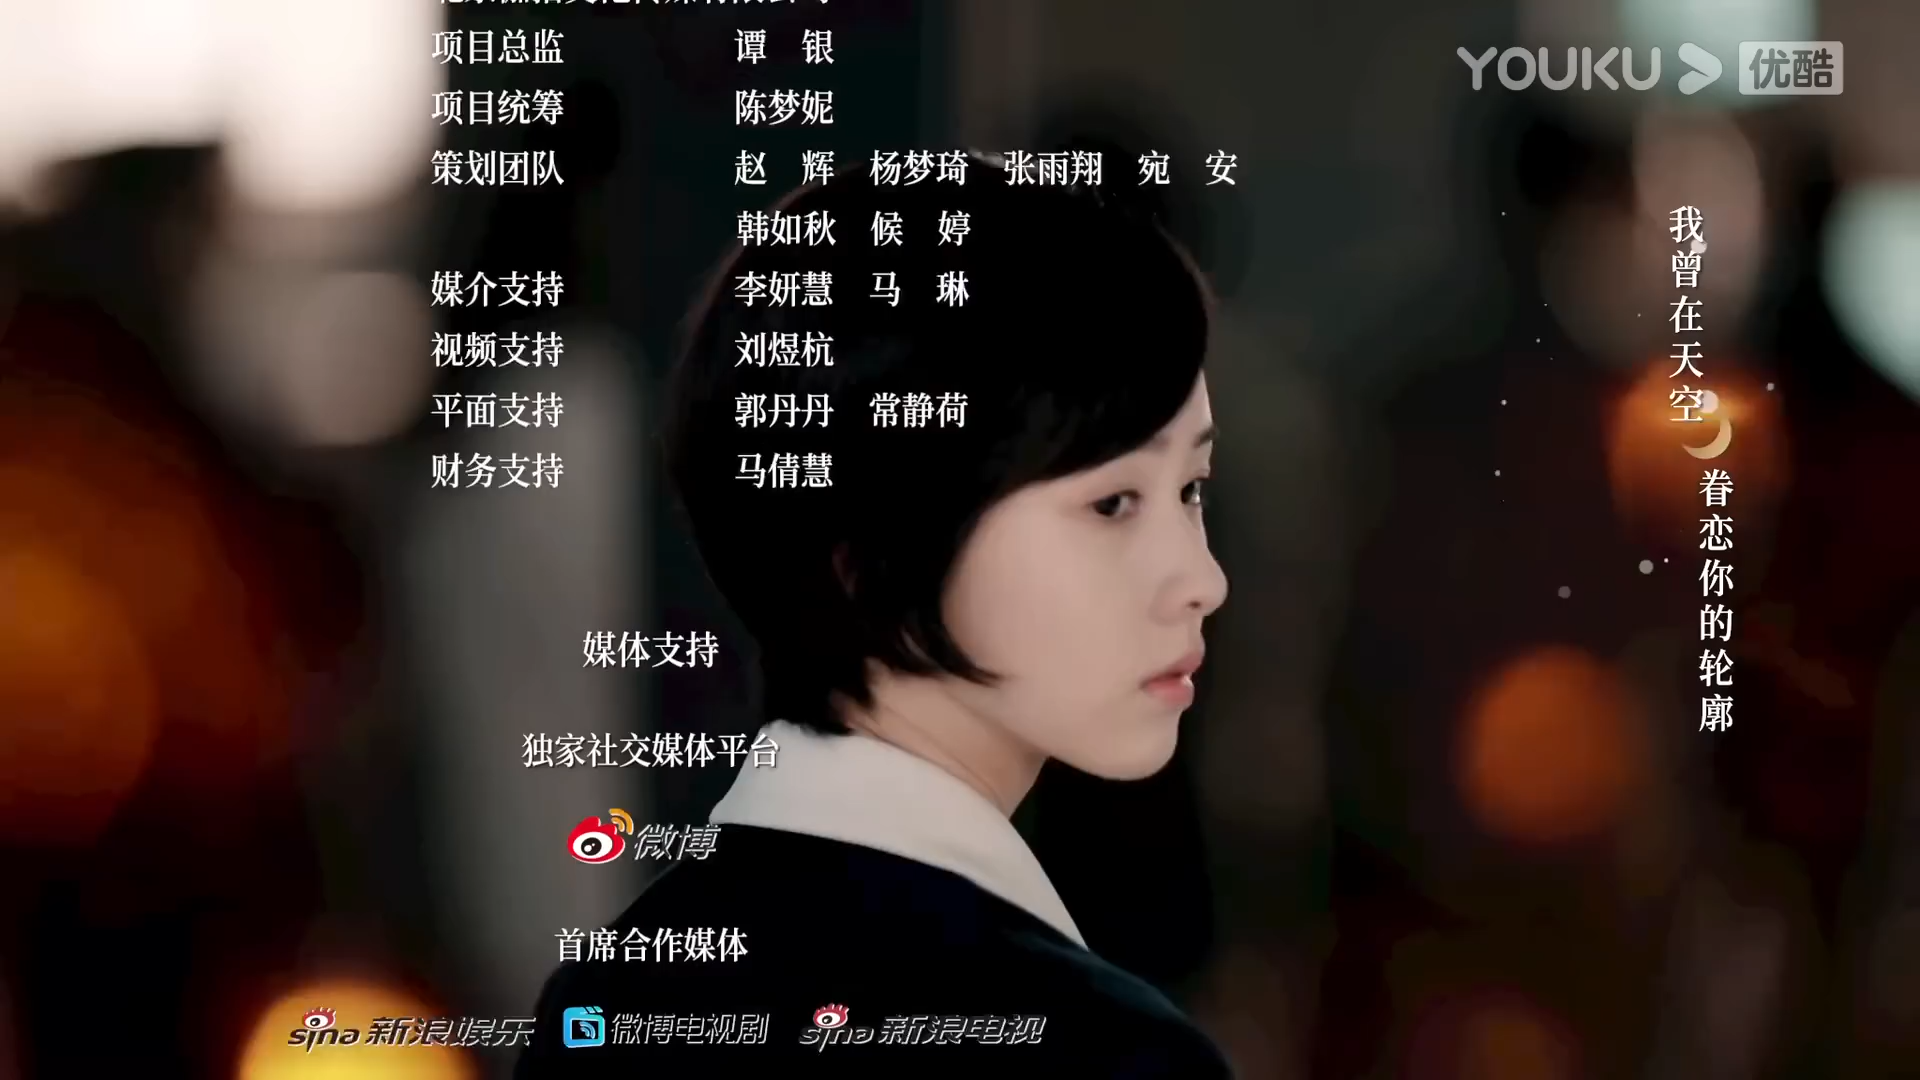 项目总监 谭 银
项目统筹 陈梦妮
策划团队 赵 辉 杨梦琦 张雨翔 宛 安
韩如秋 候 婷
媒介支持 李妍慧 马 琳
视频支持 刘煜杭
平面支持 郭丹丹 常静荷
财务支持 马倩慧
媒体支持
独家社交媒体平台
微博
首席合作媒体
sina 新浪娱乐 微博电视剧 sina 新浪电视
YOUKU 优酷
我曾在天空
眷恋你的轮廓